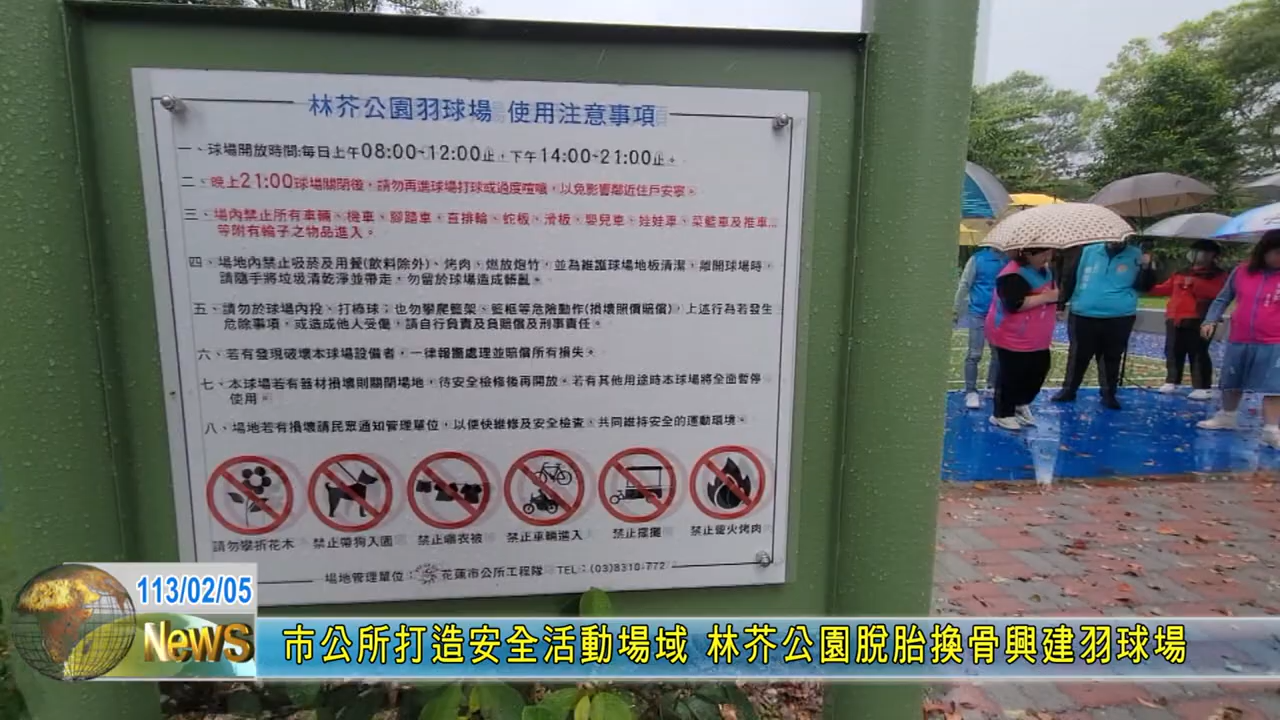 林芥公園羽球場 使用注意事項
一、球場開放時間:每日上午08:00~12:00止，下午14:00~21:00止。
二、晚上21:00球場關閉後，請勿再進球場打球或過度喧嘩，以免影響鄰近住戶安寧。
三、場內禁止所有車輛、機車、腳踏車、直排輪、蛇板、滑板、嬰兒車、娃娃車、菜籃車及推車...
等附有輪子之物品進入。
四、場地內禁止吸菸及用餐(飲料除外)、烤肉、燃放炮竹，並為維護球場地板清潔，離開球場時，
請隨手將垃圾清乾淨並帶走，勿留於球場造成髒亂。
五、請勿於球場內投、打棒球；也勿攀爬籃架、籃框等危險動作(損壞照價賠償)，上述行為若發生
危險事項，或造成他人受傷，請自行負責及負賠償及刑事責任。
六、若有發現破壞本球場設備者，一律報團處理並賠償所有損失。
七、本球場若有器材損壞則關閉場地，待安全檢修後再開放。若有其他用途時本球場將全面暫停
使用。
八、場地若有損壞請民眾通知管理單位，以便快維修及安全檢查，共同維持安全的運動環境。
請勿攀折花木 禁止帶狗入園 禁止曬衣被 禁止車輛進入 禁止擺攤 禁止營火烤肉
場地管理單位： 花蓮市公所工程隊 TEL：(03)8310-772
113/02/05
NewS
市公所打造安全活動場域 林芥公園脫胎換骨興建羽球場